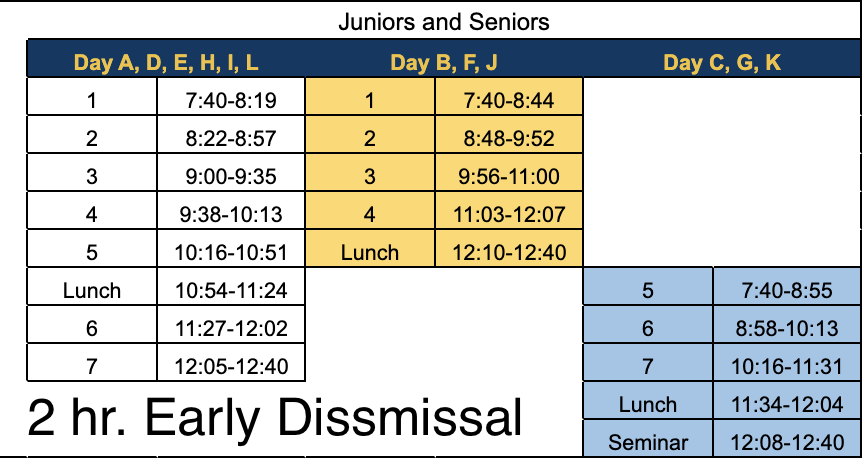 Juniors and Seniors
Day A, D, E, H, I, L Day B, F, J Day C, G, K
1 7:40-8:19 1 7:40-8:44
2 8:22-8:57 2 8:48-9:52
3 9:00-9:35 3 9:56-11:00
4 9:38-10:13 4 11:03-12:07
5 10:16-10:51 Lunch 12:10-12:40
Lunch 10:54-11:24 5 7:40-8:55
6 11:27-12:02 6 8:58-10:13
7 12:05-12:40 7 10:16-11:31
2 hr. Early Dissmissal Lunch 11:34-12:04
Seminar 12:08-12:40